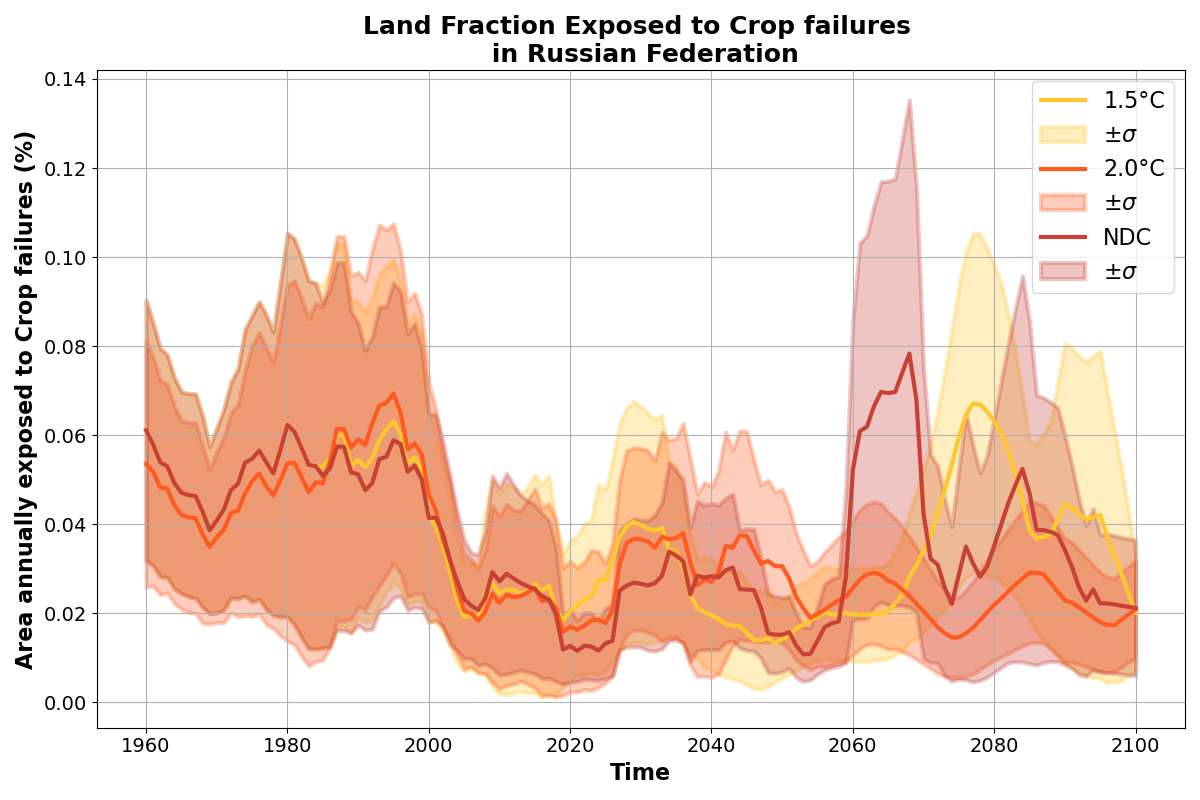 Land Fraction Exposed to Crop failures
in Russian Federation
Area annually exposed to Crop failures (%)
0.14
0.12
0.10
0.08
0.06
0.04
0.02
0.00
1.5°C
±σ
2.0°C
±σ
NDC
±σ
1960 1980 2000 2020 2040 2060 2080 2100
Time